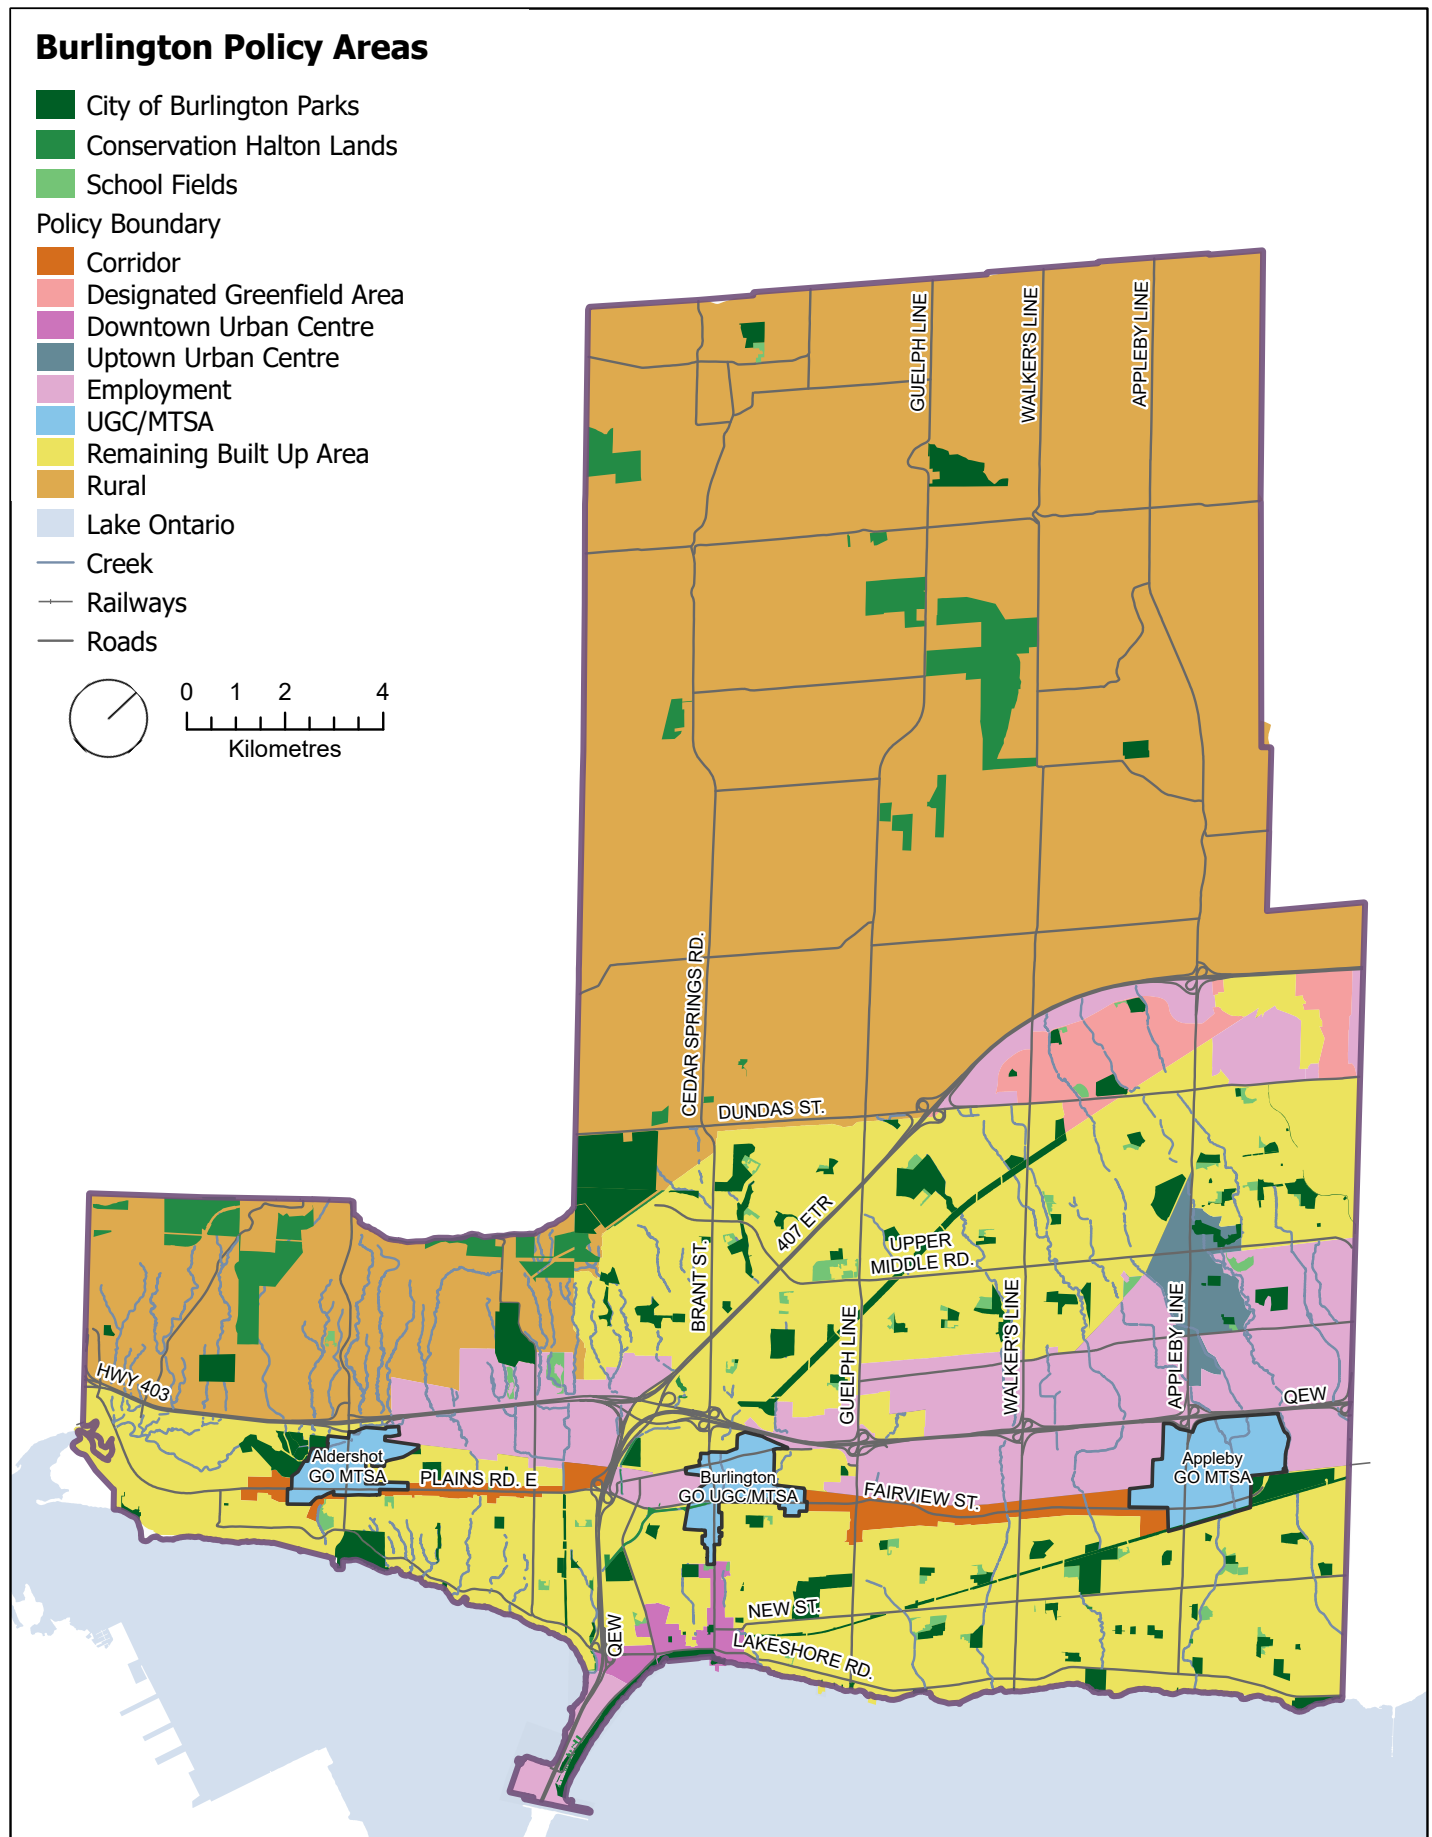 Burlington Policy Areas
City of Burlington Parks
Conservation Halton Lands
School Fields
Policy Boundary
Corridor
Designated Greenfield Area
Downtown Urban Centre
Uptown Urban Centre
Employment
UGC/MTSA
Remaining Built Up Area
Rural
Lake Ontario
Creek
Railways
Roads
0 1 2 4
Kilometres
GUELPH LINE
WALKER'S LINE
APPLEBY LINE
CEDAR SPRINGS RD.
DUNDAS ST.
407 ETR
UPPER
MIDDLE RD.
BRANT ST.
GUELPH LINE
WALKER'S LINE
APPLEBY LINE
HWY 403
QEW
Aldershot
GO MTSA
PLAINS RD. E
Burlington
GO UGC/MTSA
FAIRVIEW ST.
Appleby
GO MTSA
NEW ST.
LAKESHORE RD.
QEW